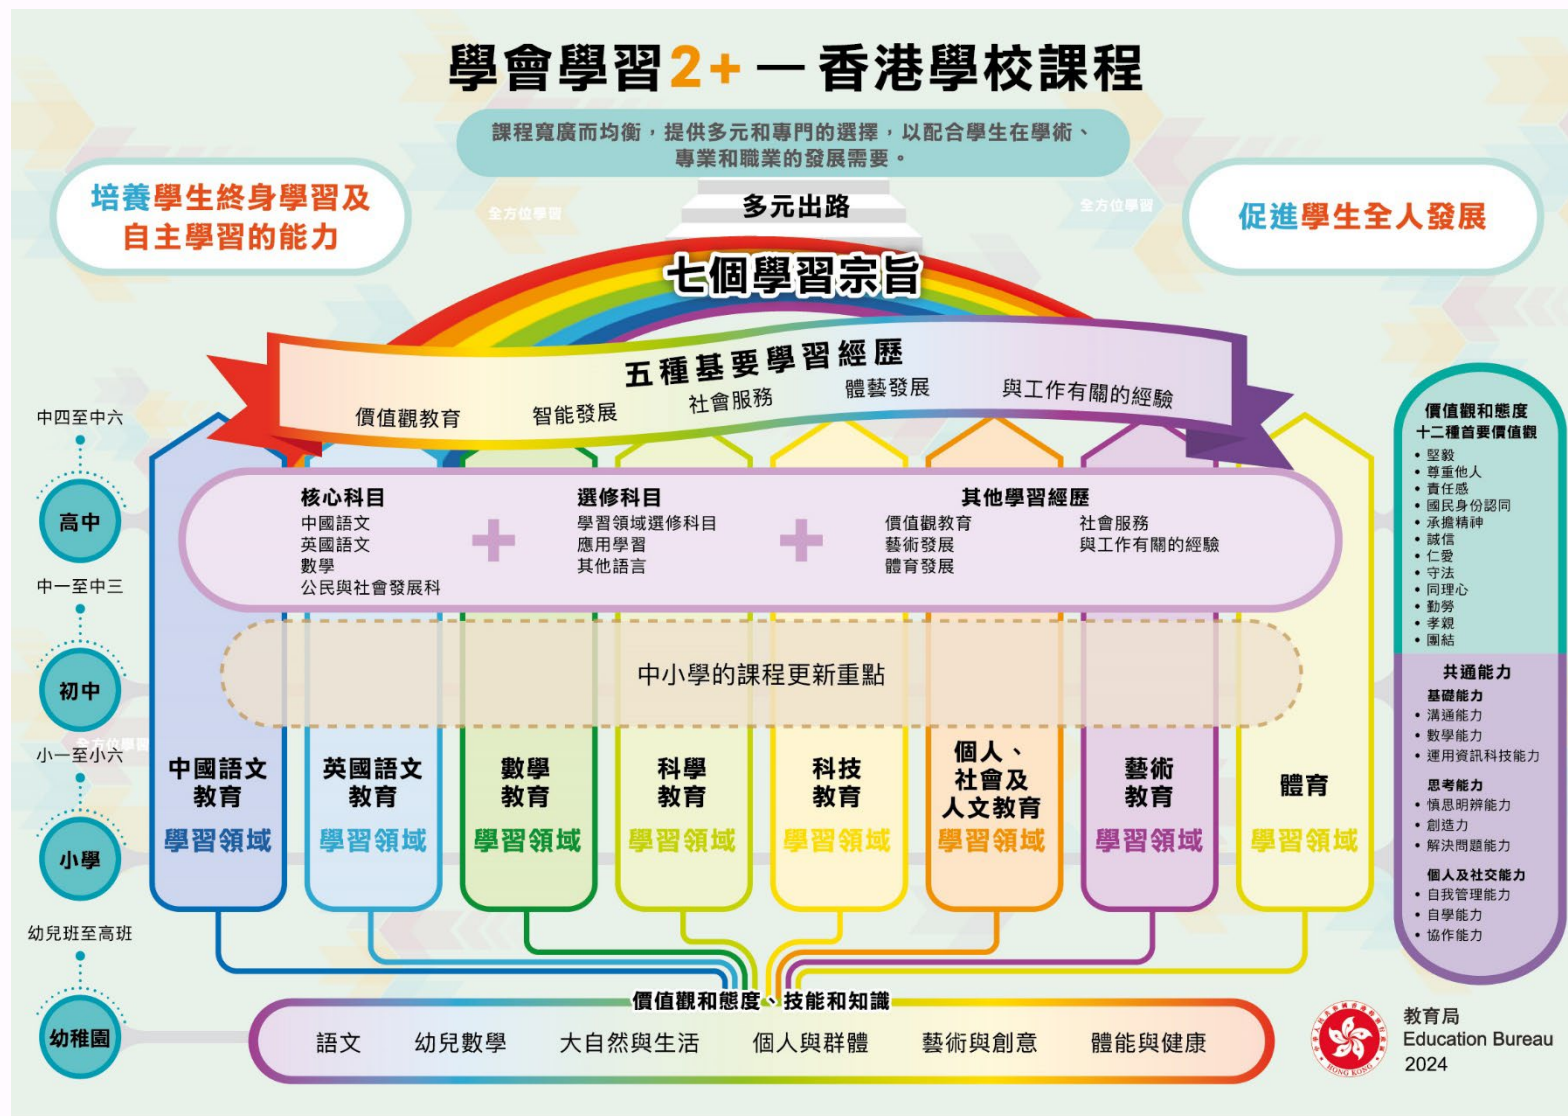 學會學習2+ — 香港學校課程
課程寬廣而均衡，提供多元和專門的選擇，以配合學生在學術、
專業和職業的發展需要。
培養學生終身學習及
自主學習的能力
促進學生全人發展
全方位學習
全方位學習
多元出路
七個學習宗旨
五種基要學習經歷
價值觀教育
智能發展
社會服務
體藝發展
與工作有關的經驗
中四至中六
高中
核心科目
中國語文
英國語文
數學
公民與社會發展科
+
選修科目
學習領域選修科目
應用學習
其他語言
+
其他學習經歷
價值觀教育
藝術發展
體育發展
社會服務
與工作有關的經驗
中一至中三
初中
中小學的課程更新重點
全方位學習
小一至小六
小學
中國語文
教育
學習領域
英國語文
教育
學習領域
數學
教育
學習領域
科學
教育
學習領域
科技
教育
學習領域
個人、
社會及
人文教育
學習領域
藝術
教育
學習領域
體育
學習領域
幼兒班至高班
幼稚園
價值觀和態度、技能和知識
語文
幼兒數學
大自然與生活
個人與群體
藝術與創意
體能與健康
價值觀和態度
十二種首要價值觀
• 堅毅
• 尊重他人
• 責任感
• 國民身份認同
• 承擔精神
• 誠信
• 仁愛
• 守法
• 同理心
• 勤勞
• 孝親
• 團結
共通能力
基礎能力
• 溝通能力
• 數學能力
• 運用資訊科技能力
思考能力
• 慎思明辨能力
• 創造力
• 解決問題能力
個人及社交能力
• 自我管理能力
• 自學能力
• 協作能力
中華人民共和國香港特別行政區
HONG KONG
教育局
Education Bureau
2024